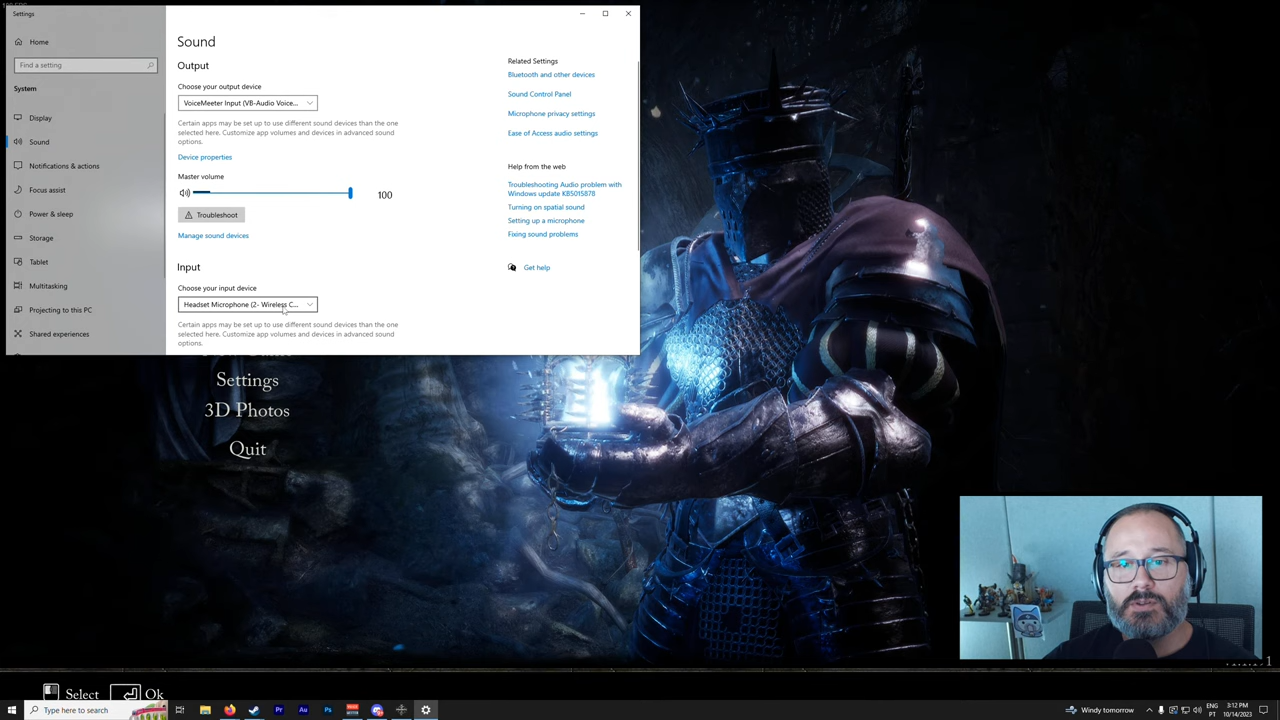 Settings
Home
Find a setting
System
Display
Sound
Notifications & actions
Focus assist
Power & sleep
Storage
Tablet
Multitasking
Projecting to this PC
Shared experiences
Sound
Output
Choose your output device
VoiceMeeter Input (VB-Audio Voice...
Certain apps may be set up to use different sound devices than the one
selected here. Customize app volumes and devices in advanced sound
options.
Device properties
Master volume
100
Troubleshoot
Manage sound devices
Input
Choose your input device
Headset Microphone (2- Wireless C...
Certain apps may be set up to use different sound devices than the one
selected here. Customize app volumes and devices in advanced sound
options.
Related Settings
Bluetooth and other devices
Sound Control Panel
Microphone privacy settings
Ease of Access audio settings
Help from the web
Troubleshooting Audio problem with
Windows update KB5015878
Turning on spatial sound
Setting up a microphone
Fixing sound problems
Get help
Settings
3D Photos
Quit
Select
Ok
Type here to search
Pr
Au
Ps
Windy tomorrow
ENG
PT
3:12 PM
10/14/2023